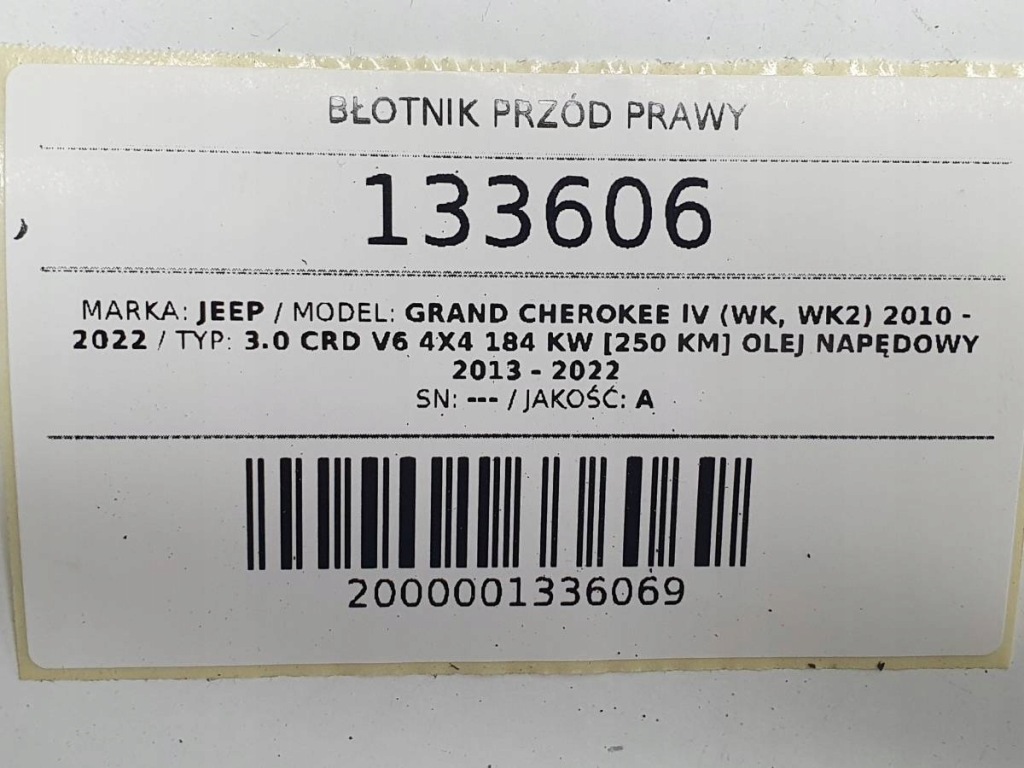 BŁOTNIK PRZÓD PRAWY
133606
MARKA: JEEP / MODEL: GRAND CHEROKEE IV (WK, WK2) 2010 -
2022 / TYP: 3.0 CRD V6 4X4 184 KW [250 KM] OLEJ NAPĘDOWY
2013 - 2022
SN: --- / JAKOŚĆ: A
2000001336069